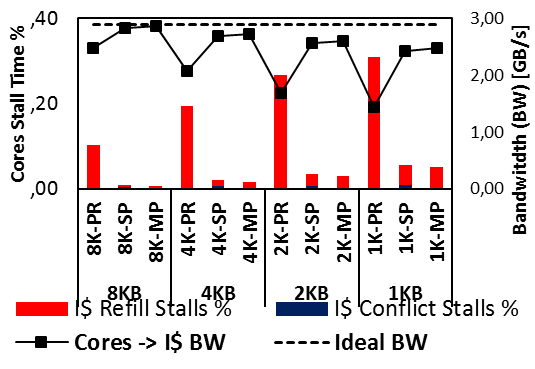 ,40
,20
,00
Cores Stall Time %
3,00
2,00
1,00
0,00
Bandwitdth (BW) [GB/s]
8K-PR
8K-SP
8K-MP
4K-PR
4K-SP
4K-MP
2K-PR
2K-SP
2K-MP
1K-PR
1K-SP
1K-MP
8KB 4KB 2KB 1KB
I$ Refill Stalls % I$ Conflict Stalls %
Cores -> I$ BW Ideal BW